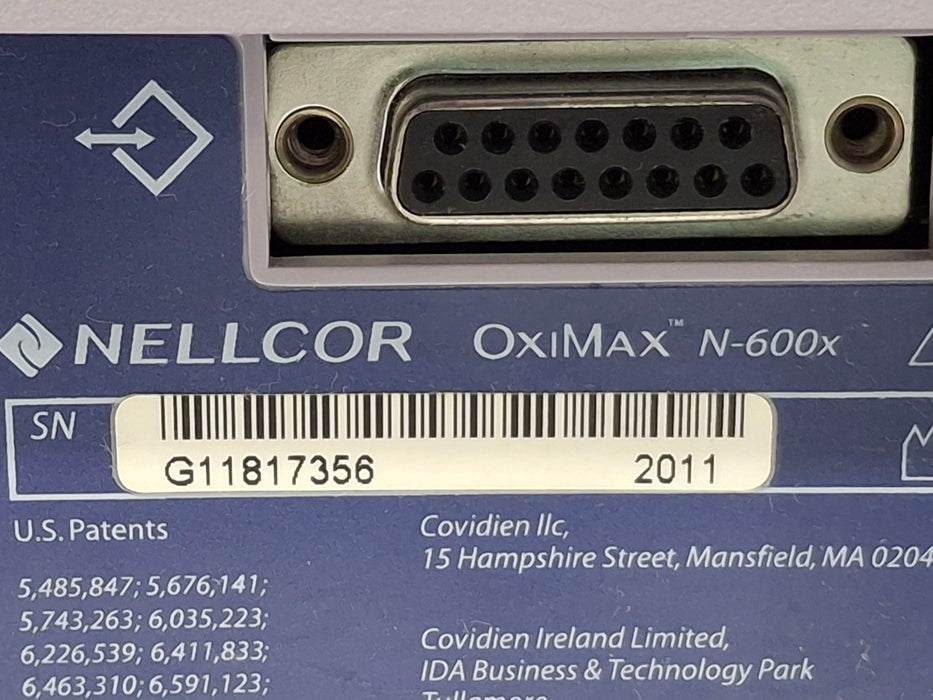 NELLCOR OXIMAX™ N-600x
SN
G11817356 2011
U.S. Patents
5,485,847; 5,676,141;
5,743,263; 6,035,223;
6,226,539; 6,411,833;
6,463,310; 6,591,123;
Covidien llc,
15 Hampshire Street, Mansfield, MA 0204
Covidien Ireland Limited,
IDA Business & Technology Park